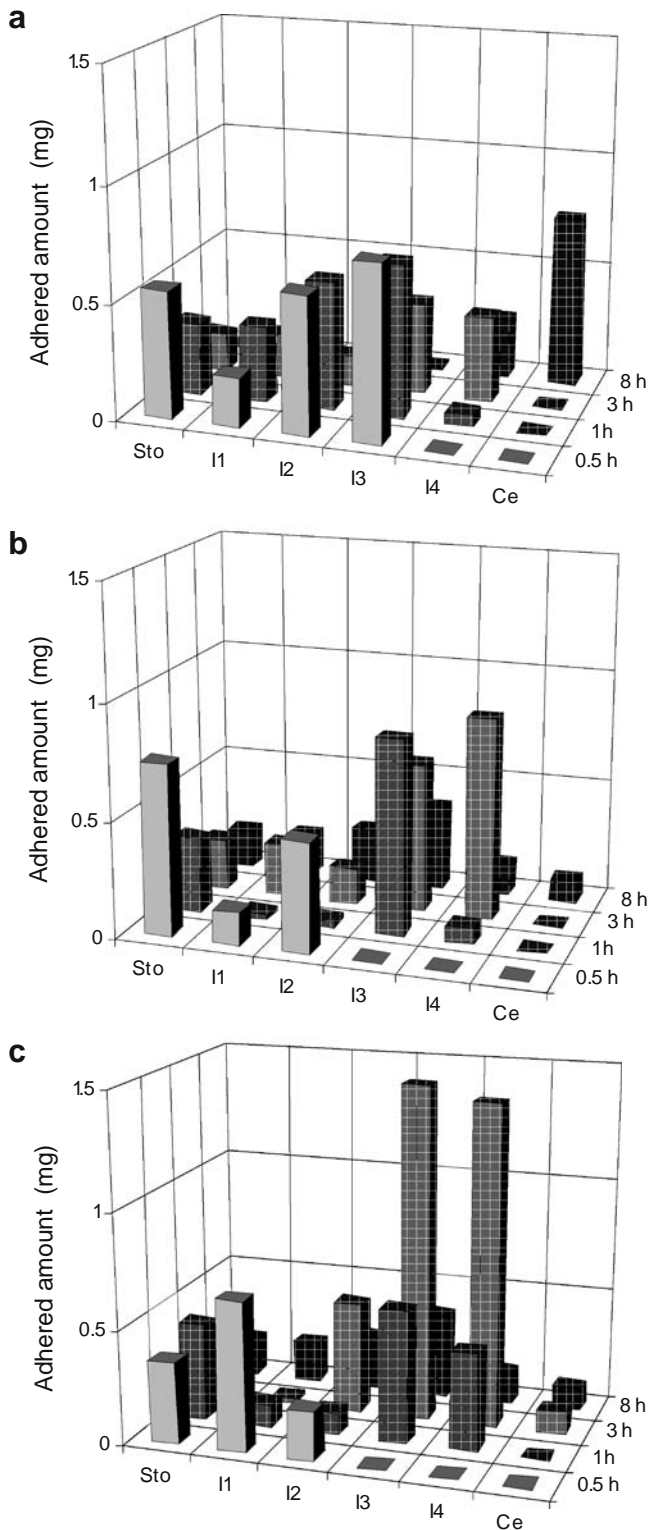 a
1.5
1
0.5
0
Adhered amount (mg)
Sto
I1
I2
I3
I4
Ce
8 h
3 h
1h
0.5 h
b
1.5
1
0.5
0
Adhered amount (mg)
Sto
I1
I2
I3
I4
Ce
8 h
3 h
1h
0.5 h
c
1.5
1
0.5
0
Adhered amount (mg)
Sto
I1
I2
I3
I4
Ce
8 h
3 h
1h
0.5 h